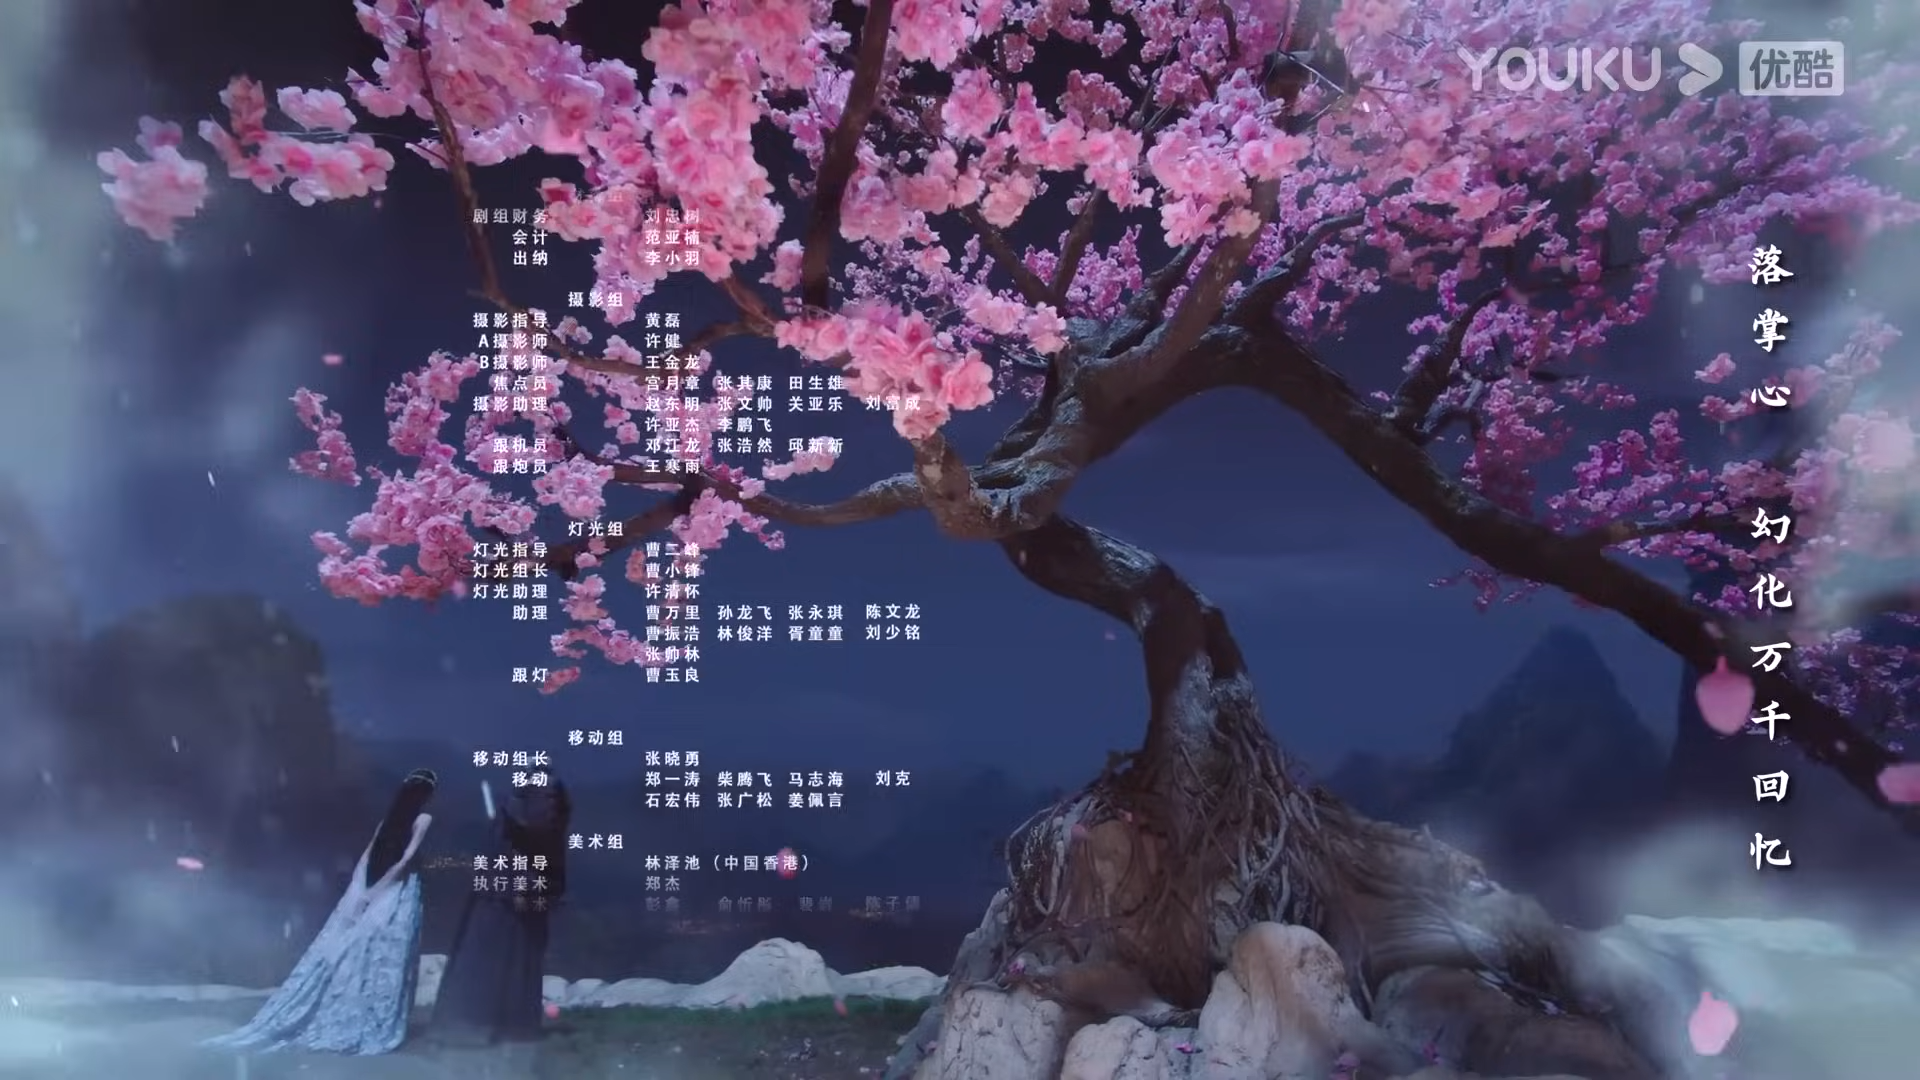 YOUKU 优酷
剧组财务 刘忠树
会计 范亚楠
出纳 李小羽
摄影组
摄影指导 黄磊
A摄影师 许健
B摄影师 王金龙
焦点员 宫月章 张其康 田生雄
摄影助理 赵东明 张文帅 关亚乐 刘富成
许亚杰 李鹏飞
跟机员 邓江龙 张浩然 邱新新
跟炮员 王寒雨
灯光组
灯光指导 曹二峰
灯光组长 曹小锋
灯光助理 许清怀
助理 曹万里 孙龙飞 张永琪 陈文龙
曹振浩 林俊洋 胥童童 刘少铭
张帅林
跟灯 曹玉良
移动组
移动组长 张晓勇
移动 郑一涛 柴腾飞 马志海 刘克
石宏伟 张广松 姜佩言
美术组
美术指导 林泽池（中国香港）
执行美术 郑杰
美术 彭鑫 俞忻彤
落掌心 幻化万千回忆